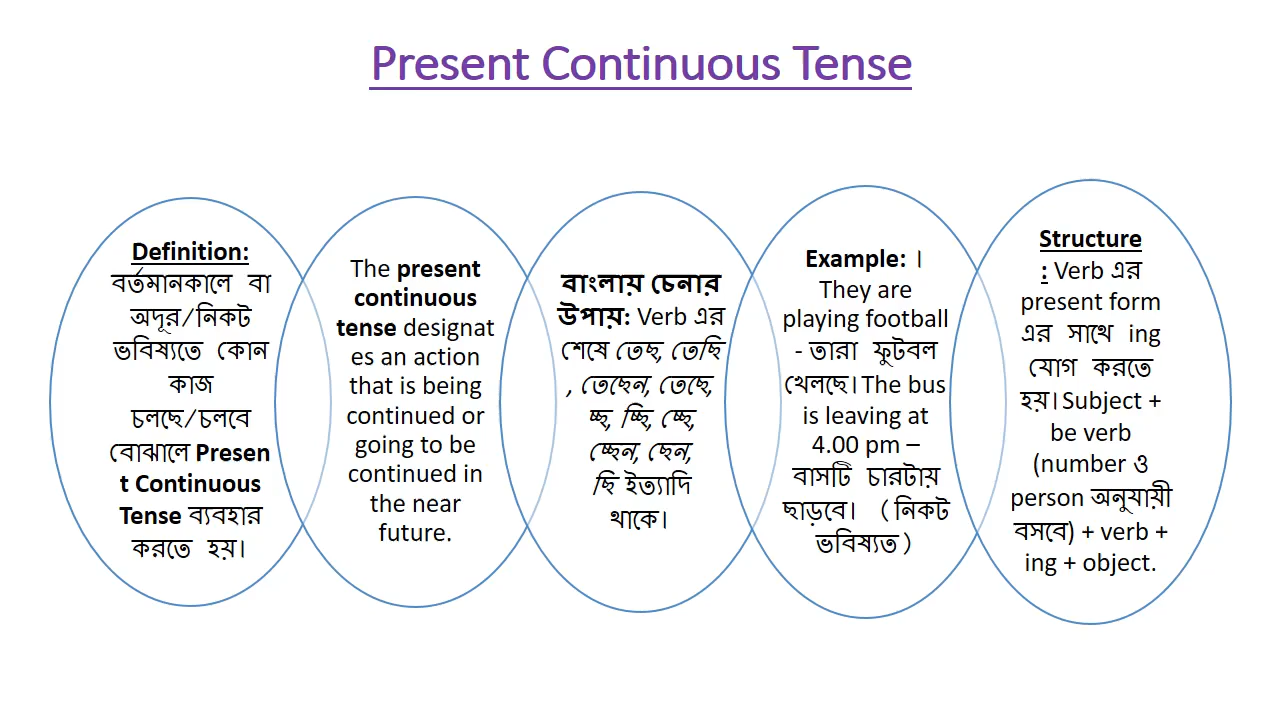 Present Continuous Tense
Definition:
বর্তমানকালে বা
অদূর/নিকট
ভবিষ্যতে কোন
কাজ
চলছে/চলবে
বোঝালে Presen
t Continuous
Tense ব্যবহার
করতে হয়।
The present
continuous
tense designat
es an action
that is being
continued or
going to be
continued in
the near
future.
বাংলায় চেনার
উপায়: Verb এর
শেষে তেছ, তেছি
, তেছেন, তেছে,
চ্ছ, চ্ছি, চ্ছে,
চ্ছেন, ছেন,
ছি ইত্যাদি
থাকে।
Example: ।
They are
playing football
- তারা ফুটবল
খেলছে। The bus
is leaving at
4.00 pm –
বাসটি চারটায়
ছাড়বে। (নিকট
ভবিষ্যত)
Structure
: Verb এর
present form
এর সাথে ing
যোগ করতে
হয়। Subject +
be verb
(number ও
person অনুযায়ী
বসবে) + verb +
ing + object.